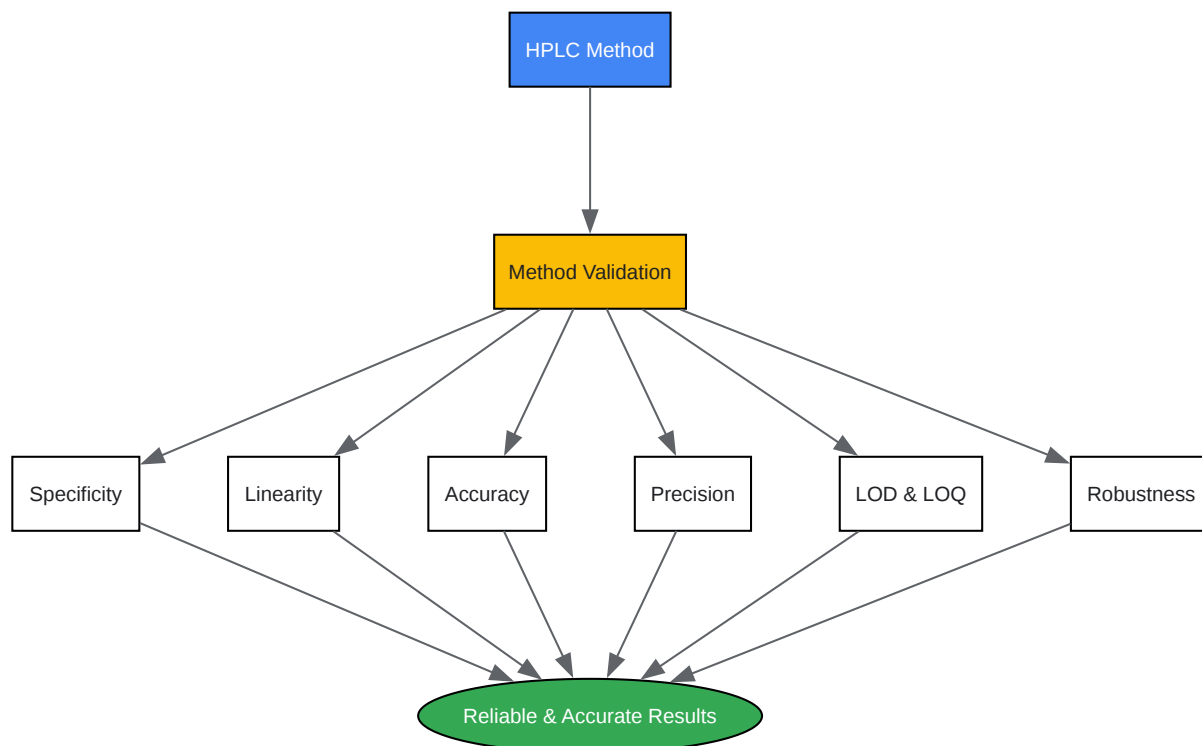 HPLC Method
Method Validation
Specificity
Linearity
Accuracy
Precision
LOD & LOQ
Robustness
Reliable & Accurate Results